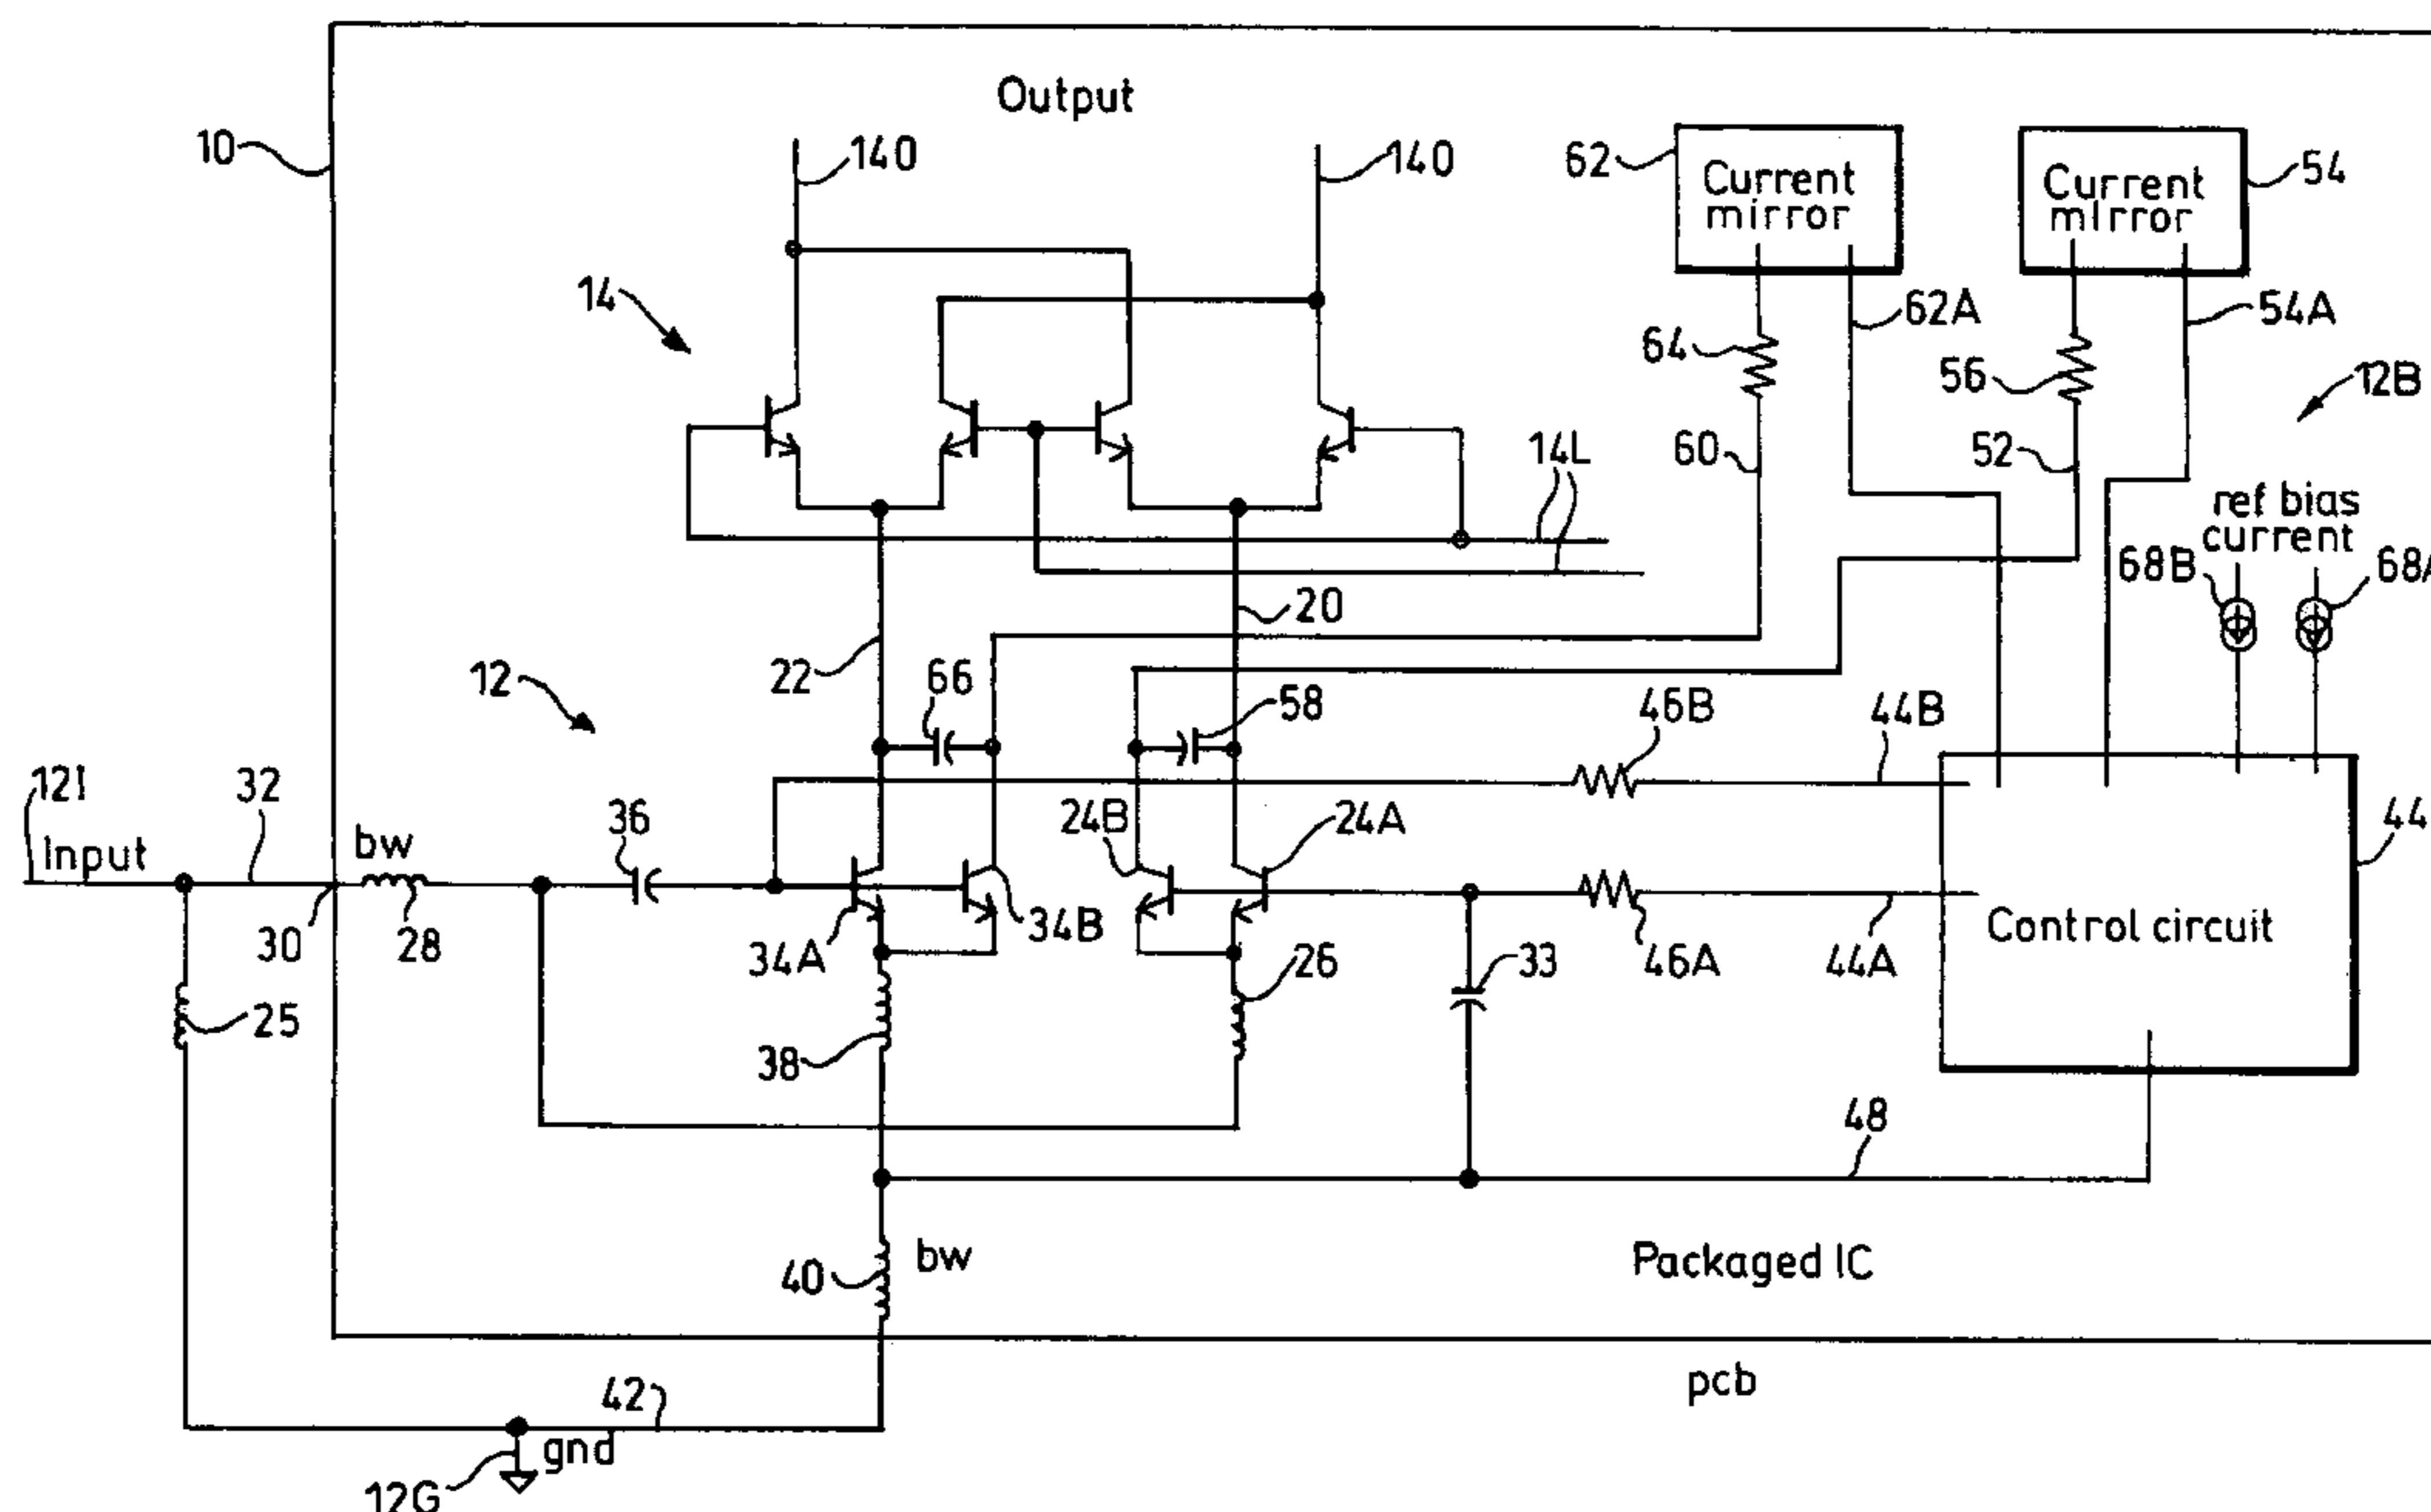 Output
10
140
140
62
Current
mirror
Current
mirror
54
14
62A
54A
64
56
12B
60
52
14L
ref bias
current
68B
68A
20
12
22
66
58
46B
44B
121
32
Input
bw
36
24B
24A
44
30
28
34A
34B
26
33
46A
44A
Control circuit
25
38
48
40
bw
Packaged IC
pcb
42
gnd
12G